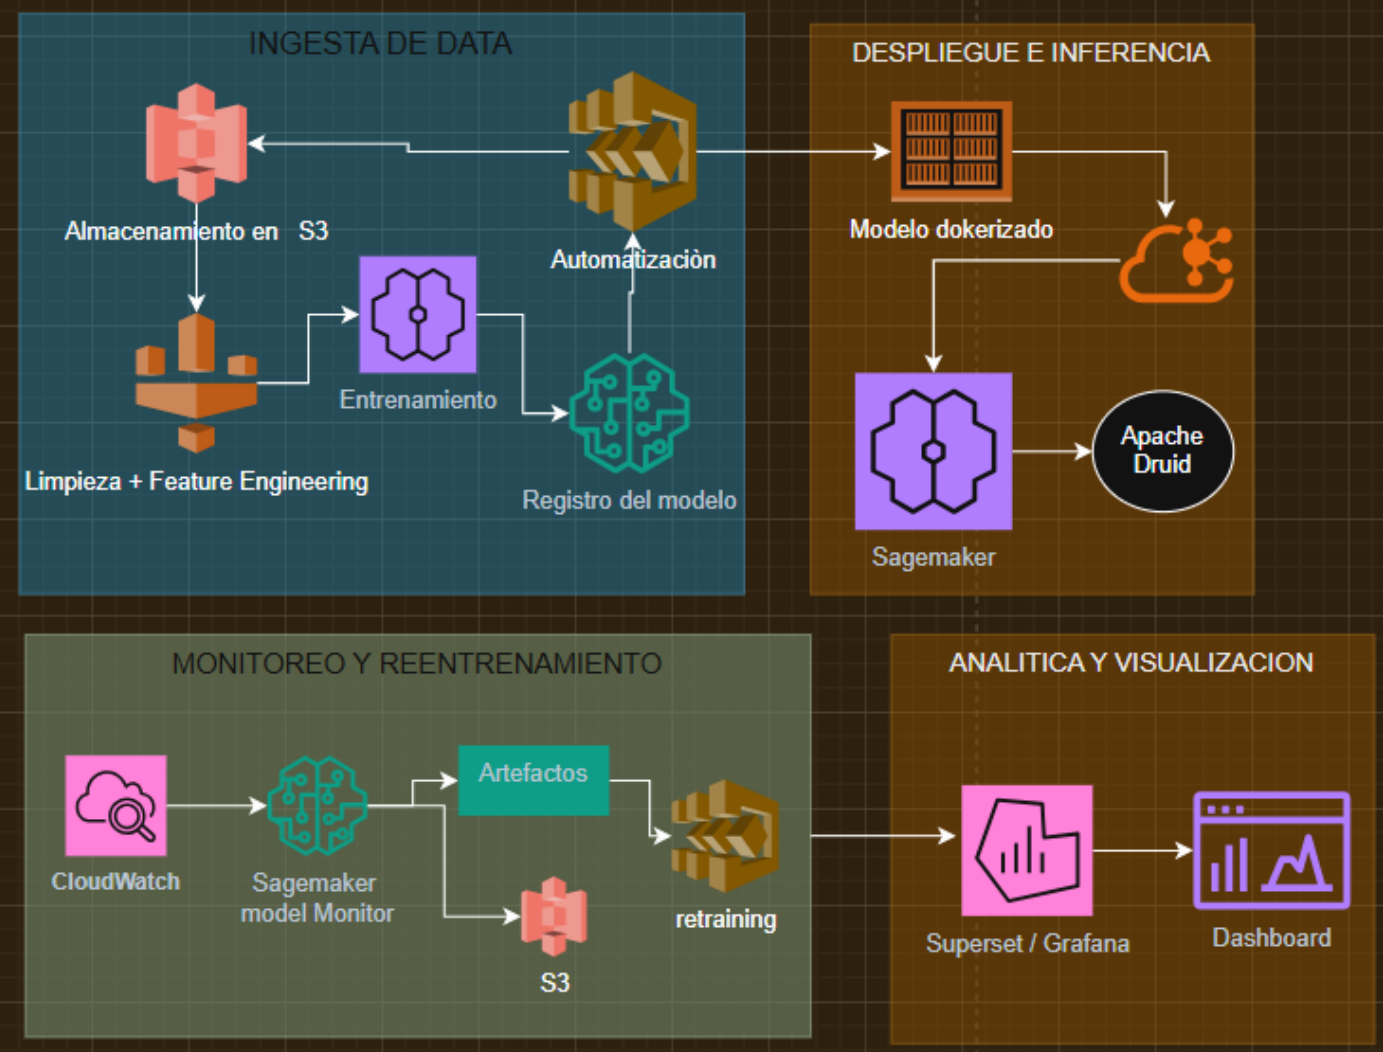 INGESTA DE DATA
Almacenamiento en S3
Automatizaciòn
Entrenamiento
Limpieza + Feature Engineering
Registro del modelo
DESPLIEGUE E INFERENCIA
Modelo dokerizado
Apache
Druid
Sagemaker
MONITOREO Y REENTRENAMIENTO
CloudWatch
Sagemaker
model Monitor
Artefactos
S3
retraining
ANALITICA Y VISUALIZACION
Superset / Grafana
Dashboard